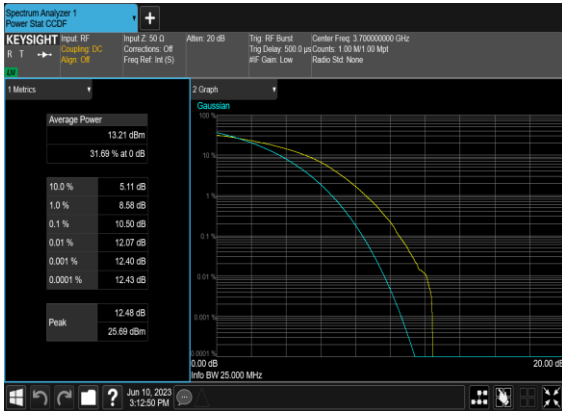 Spectrum Analyzer 1
Power Stat CCDF
KEYSIGHT
R T
Input: RF
Coupling: DC
Align: Off
Input Z: 50 Ω
Corrections: Off
Freq Ref: Int (S)
Atten: 20 dB
Trig: RF Burst
Trig Delay: 500.0 µs
#IF Gain: Low
Center Freq: 3.700000000 GHz
Counts: 1.00 M/1.00 Mpt
Radio Std: None
1 Metrics
Average Power
13.21 dBm
31.69 % at 0 dB
10.0 % 5.11 dB
1.0 % 8.58 dB
0.1 % 10.50 dB
0.01 % 12.07 dB
0.001 % 12.40 dB
0.0001 % 12.43 dB
Peak
12.48 dB
25.69 dBm
2 Graph
Gaussian
100 %
10 %
1 %
0.1 %
0.01 %
0.001 %
0.0001 %
0.00 dB
20.00 dB
Info BW 25.000 MHz
?
Jun 10, 2023
3:12:50 PM